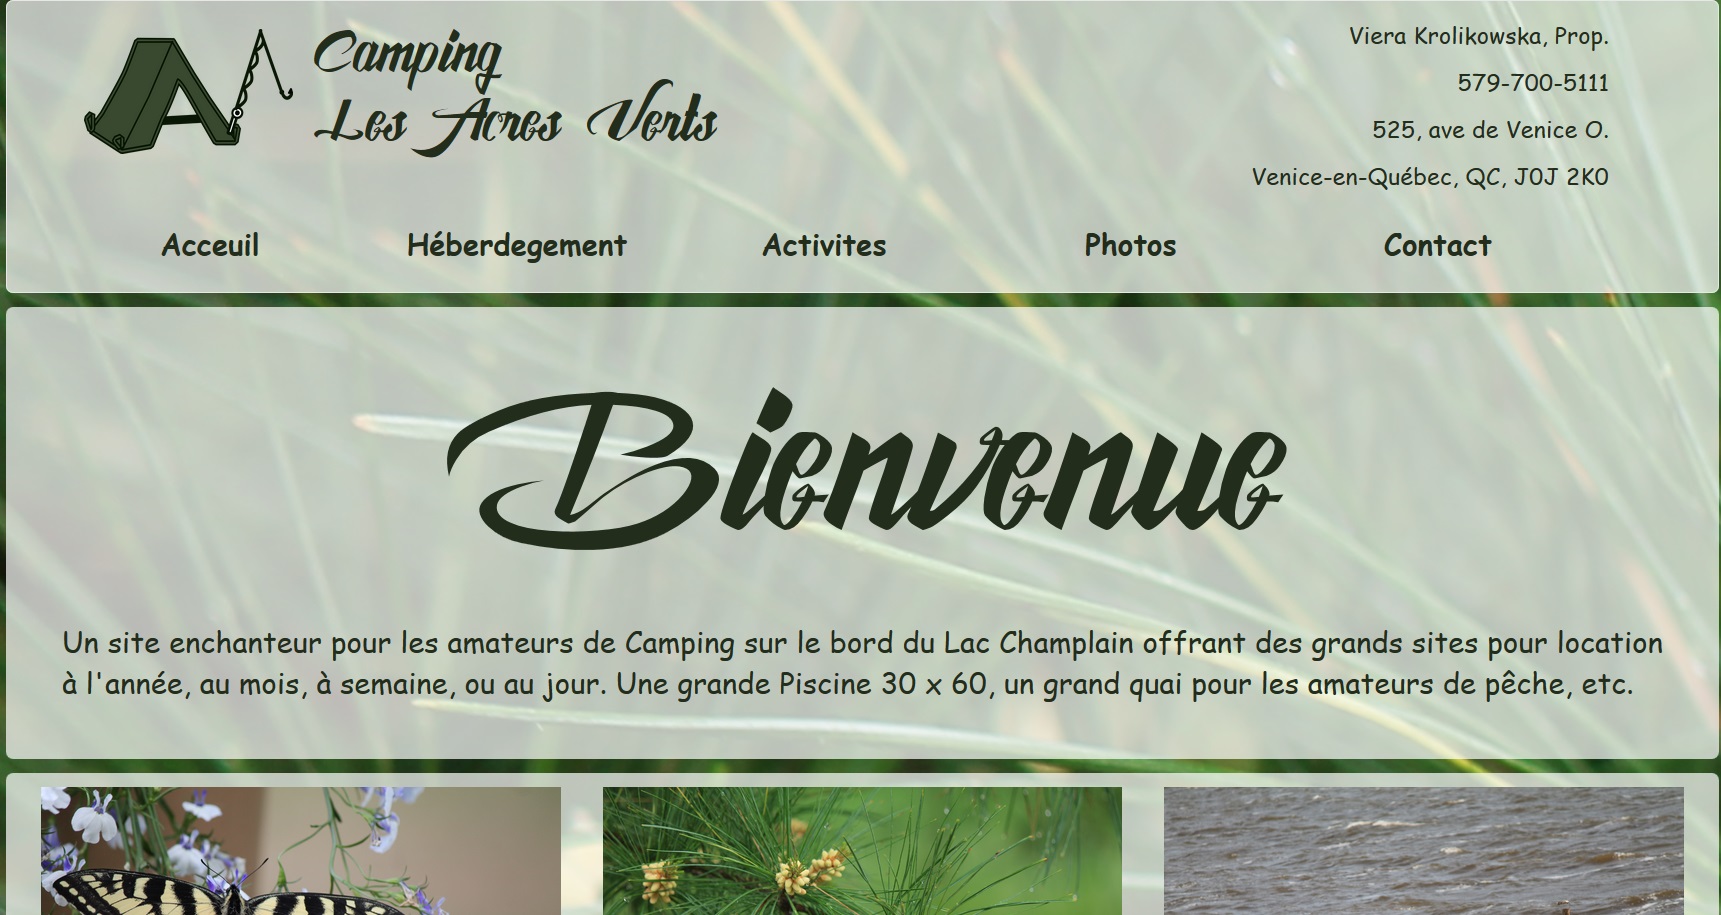 Camping
Les Acres Verts
Viera Krolikowska, Prop.
579-700-5111
525, ave de Venice O.
Venice-en-Québec, QC, J0J 2K0
Acceuil Héberdegement Activites Photos Contact
Bienvenue
Un site enchanteur pour les amateurs de Camping sur le bord du Lac Champlain offrant des grands sites pour location
à l'année, au mois, à semaine, ou au jour. Une grande Piscine 30 x 60, un grand quai pour les amateurs de pêche, etc.